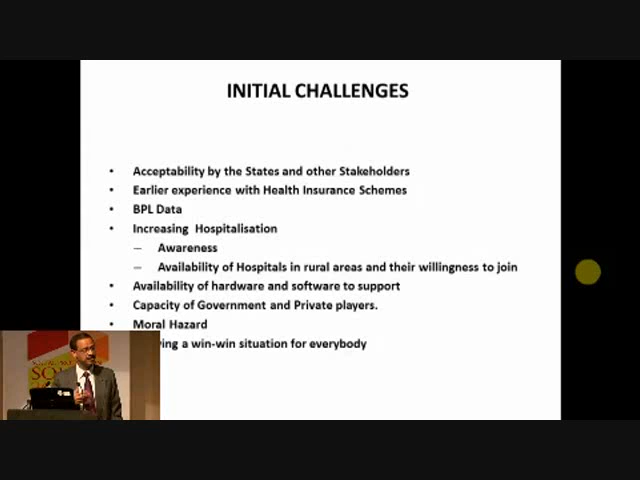 INITIAL CHALLENGES
• Acceptability by the States and other Stakeholders
• Earlier experience with Health Insurance Schemes
• BPL Data
• Increasing Hospitalisation
– Awareness
– Availability of Hospitals in rural areas and their willingness to join
• Availability of hardware and software to support
• Capacity of Government and Private players.
• Moral Hazard
a win-win situation for everybody